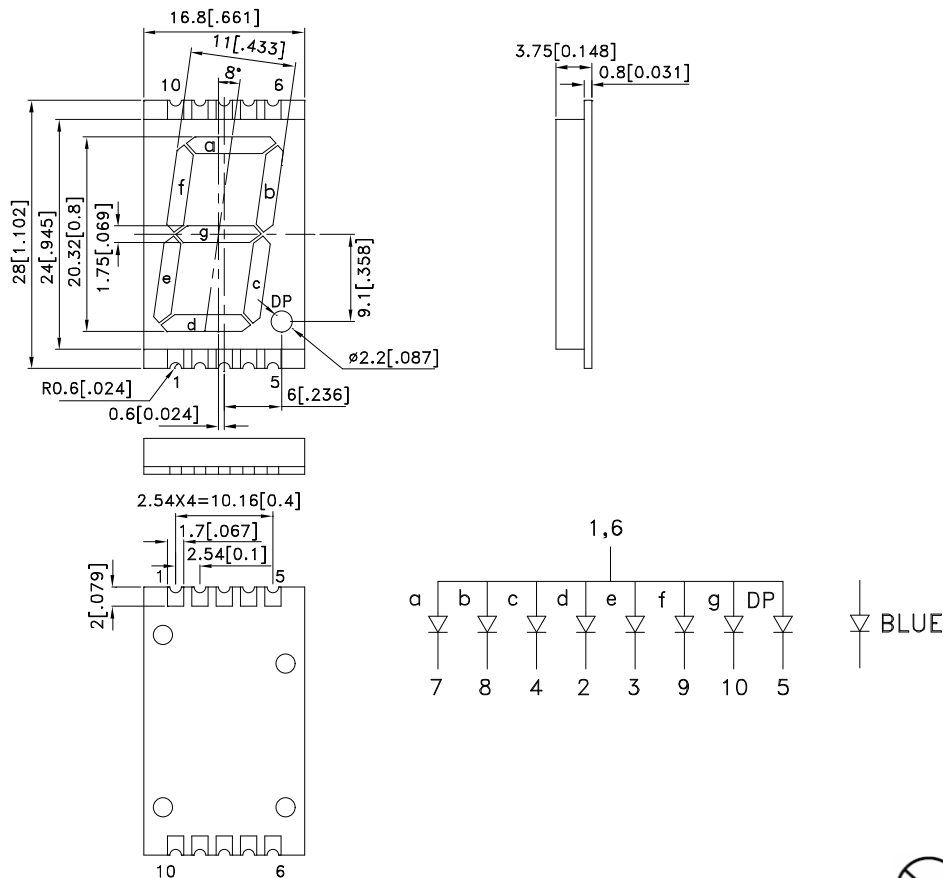 16.8[.661]
11[.433]
8°
10
6
3.75[0.148]
0.8[0.031]
a
f
b
g
e
c
d
DP
28[1.102]
24[.945]
20.32[0.8]
1.75[.069]
9.1[.358]
ø2.2[.087]
R0.6[.024]
1
5
6[.236]
0.6[0.024]
2.54X4=10.16[0.4]
1.7[.067]
2.54[0.1]
1
5
2[.079]
10
6
1,6
a b c d e f g DP
BLUE
7 8 4 2 3 9 10 5